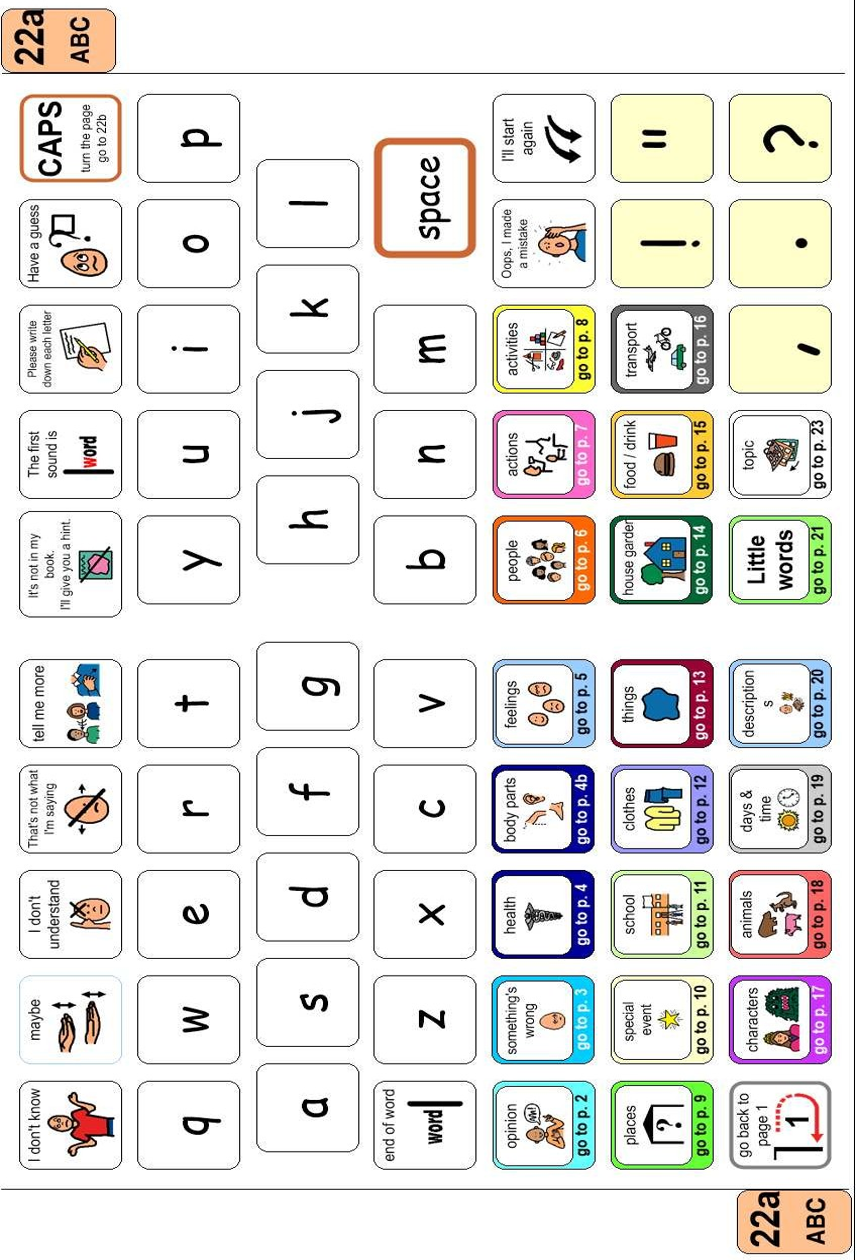 I don't know
maybe
I don't
understand
That's not what
I'm saying
tell me more
It's not in my
book.
I'll give you a hint.
The first
sound is
word
Please write
down each letter
Have a guess
?
CAPS
turn the page
go to 22b
22a
ABC
q
w
e
r
t
y
u
i
o
p
a
s
d
f
g
h
j
k
l
end of word
word
z
x
c
v
b
n
m
space
opinion
go to p. 2
something's
wrong
go to p. 3
health
go to p. 4
body parts
go to p. 4b
feelings
go to p. 5
people
go to p. 6
actions
go to p. 7
activities
go to p. 8
Oops, I made
a mistake
I'll start
again
places
?
go to p. 9
special
event
go to p. 10
school
go to p. 11
clothes
go to p. 12
things
go to p. 13
house garden
go to p. 14
food / drink
go to p. 15
transport
go to p. 16
!
"
go back to
page 1
1
characters
go to p. 17
animals
go to p. 18
days &
time
go to p. 19
description
s
go to p. 20
Little
words
go to p. 21
topic
go to p. 23
,
.
?
22a
ABC